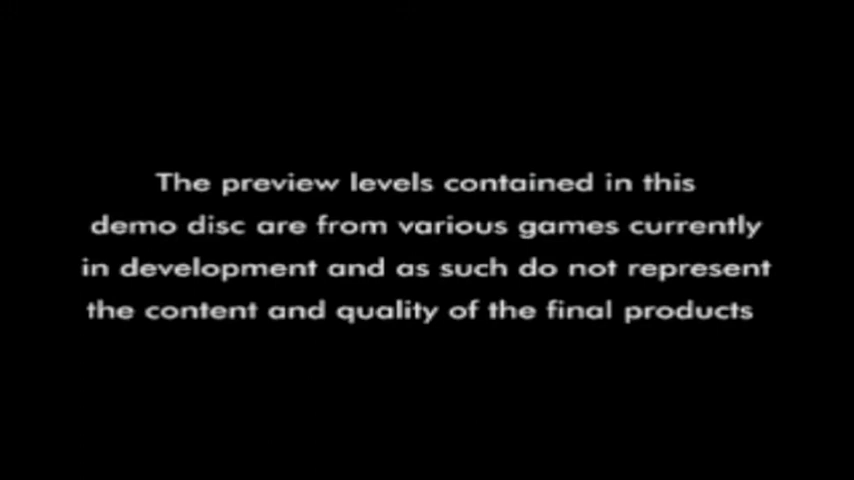 The preview levels contained in this
demo disc are from various games currently
in development and as such do not represent
the content and quality of the final products